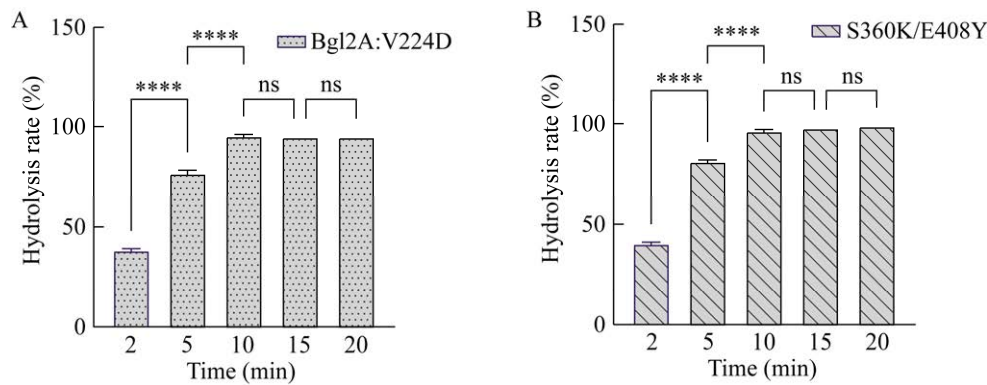 A
Bgl2A:V224D
Hydrolysis rate (%)
150
100
50
0
****
****
ns
ns
2 5 10 15 20
Time (min)
B
S360K/E408Y
Hydrolysis rate (%)
150
100
50
0
****
****
ns
ns
2 5 10 15 20
Time (min)